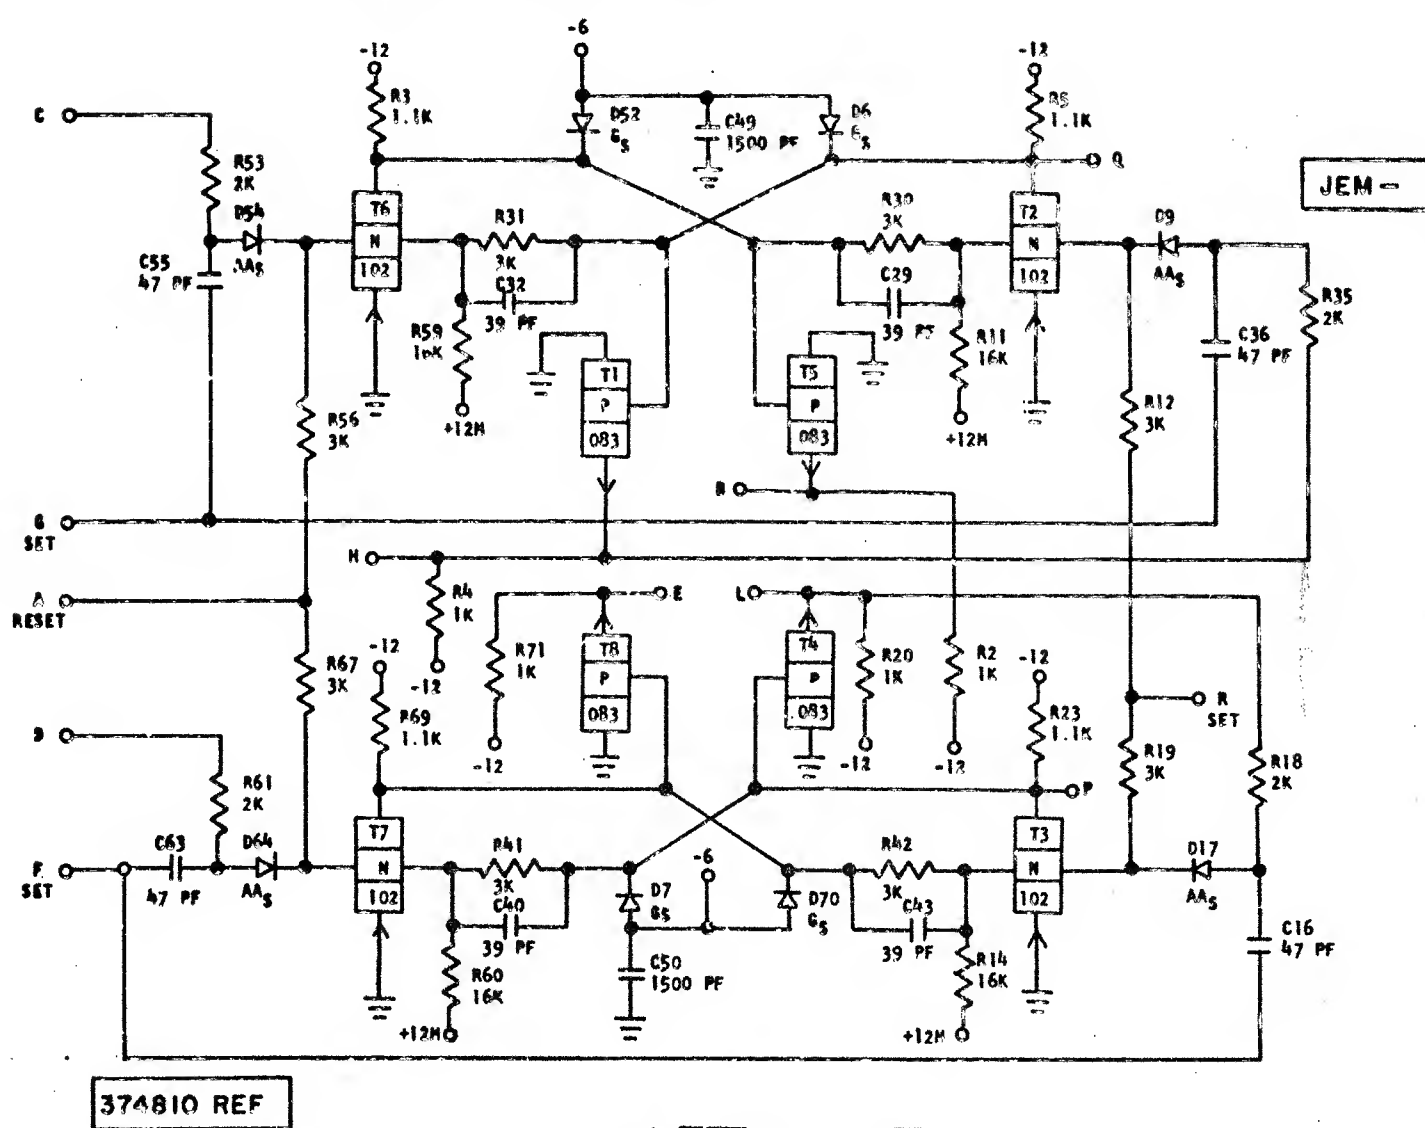 -6
-12
-12
C
R3
1.1K
D52
GS
C49
1500 PF
D6
GS
R5
1.1K
Q
JEM-
R53
2K
D54
AAS
C55
47 PF
T6
N
102
R31
3K
C32
39 PF
R59
+12M
R30
3K
C29
39 PF
R11
16K
+12M
T2
N
102
D9
AAS
R35
2K
C36
47 PF
T1
P
083
T5
P
083
R56
3K
R12
3K
SET
H
A
RESET
R4
1K
-12
E
L
R67
3K
-12
R69
1.1K
R71
1K
-12
T8
P
083
T4
P
083
R20
1K
-12
R2
1K
-12
-12
R23
1.1K
R
SET
R19
3K
R18
2K
R61
2K
P
C63
47 PF
D64
AAS
F
SET
T7
N
102
R41
3K
C40
39 PF
R60
16K
+12M
-6
D7
GS
D70
GS
C50
1500 PF
R42
3K
C43
39 PF
R14
16K
+12M
T3
N
102
D17
AAS
C16
47 PF
374810 REF